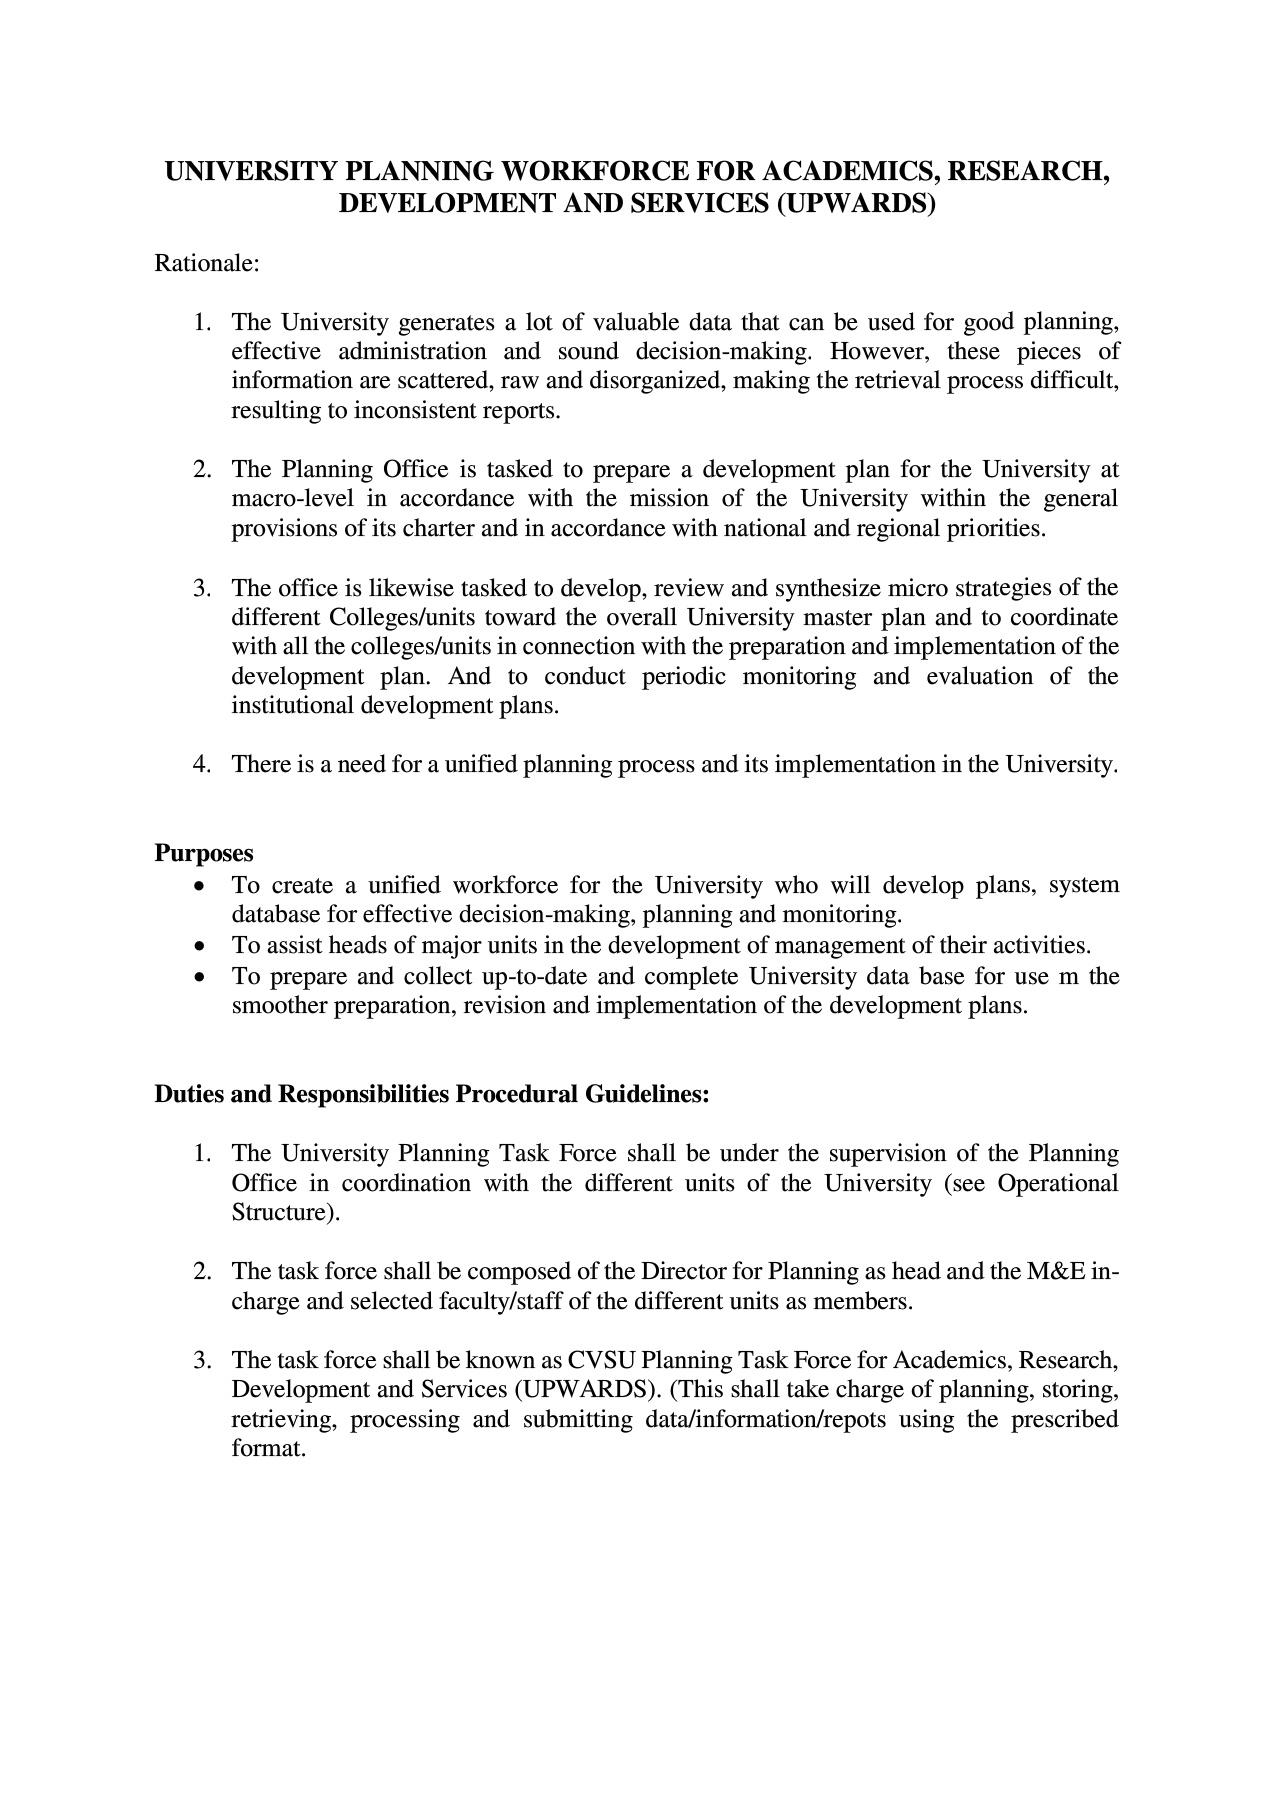 UNIVERSITY PLANNING WORKFORCE FOR ACADEMICS, RESEARCH,
DEVELOPMENT AND SERVICES (UPWARDS)
Rationale:
1. The University generates a lot of valuable data that can be used for good planning,
effective administration and sound decision-making. However, these pieces of
information are scattered, raw and disorganized, making the retrieval process difficult,
resulting to inconsistent reports.
2. The Planning Office is tasked to prepare a development plan for the University at
macro-level in accordance with the mission of the University within the general
provisions of its charter and in accordance with national and regional priorities.
3. The office is likewise tasked to develop, review and synthesize micro strategies of the
different Colleges/units toward the overall University master plan and to coordinate
with all the colleges/units in connection with the preparation and implementation of the
development plan. And to conduct periodic monitoring and evaluation of the
institutional development plans.
4. There is a need for a unified planning process and its implementation in the University.
Purposes
• To create a unified workforce for the University who will develop plans, system
database for effective decision-making, planning and monitoring.
• To assist heads of major units in the development of management of their activities.
• To prepare and collect up-to-date and complete University data base for use m the
smoother preparation, revision and implementation of the development plans.
Duties and Responsibilities Procedural Guidelines:
1. The University Planning Task Force shall be under the supervision of the Planning
Office in coordination with the different units of the University (see Operational
Structure).
2. The task force shall be composed of the Director for Planning as head and the M&E in-
charge and selected faculty/staff of the different units as members.
3. The task force shall be known as CVSU Planning Task Force for Academics, Research,
Development and Services (UPWARDS). (This shall take charge of planning, storing,
retrieving, processing and submitting data/information/repots using the prescribed
format.